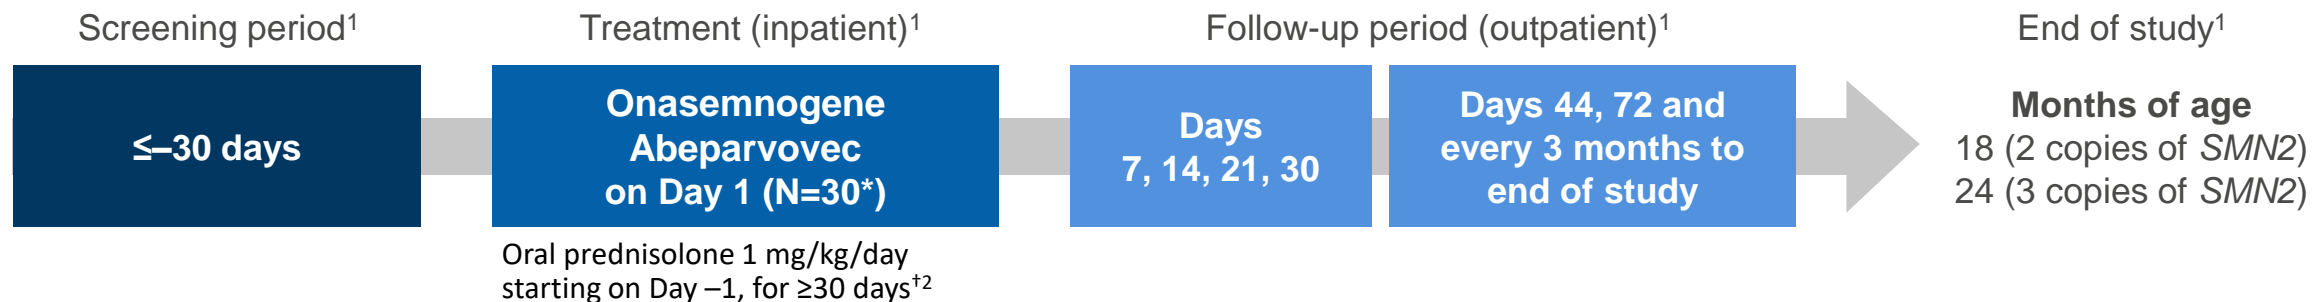 Screening period¹
≤–30 days
Treatment (inpatient)¹
Onasemnogene
Abeparvovec
on Day 1 (N=30*)
Oral prednisolone 1 mg/kg/day
starting on Day –1, for ≥30 days†²
Follow-up period (outpatient)¹
Days
7, 14, 21, 30
Days 44, 72 and
every 3 months to
end of study
End of study¹
Months of age
18 (2 copies of SMN2)
24 (3 copies of SMN2)